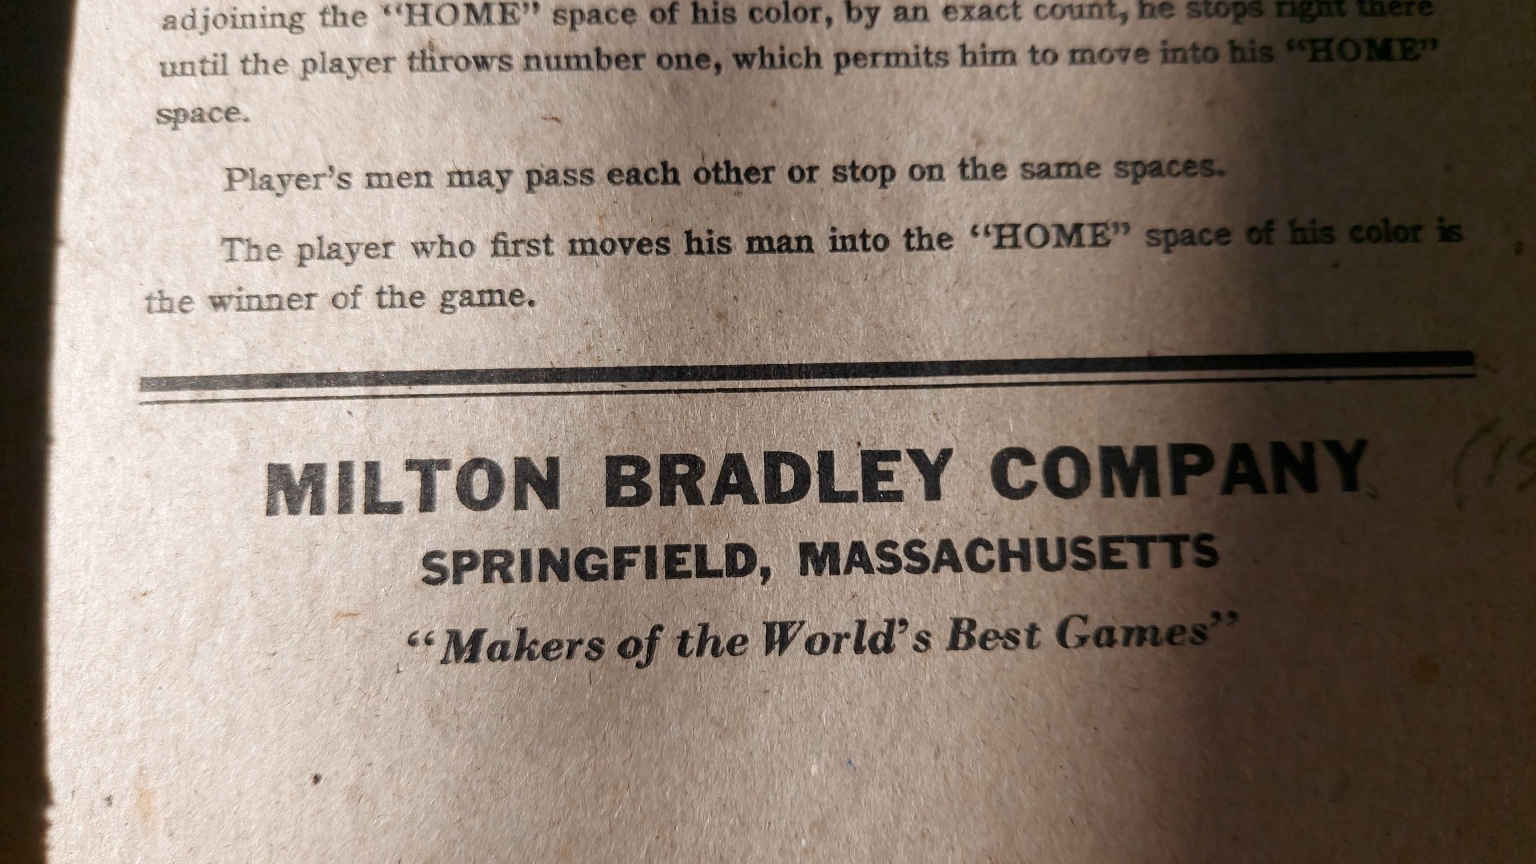 adjoining the "HOME" space of his color, by an exact count, he stops right there
until the player throws number one, which permits him to move into his "HOME"
space.
Player's men may pass each other or stop on the same spaces.
The player who first moves his man into the "HOME" space of his color is
the winner of the game.
MILTON BRADLEY COMPANY
SPRINGFIELD, MASSACHUSETTS
"Makers of the World's Best Games"